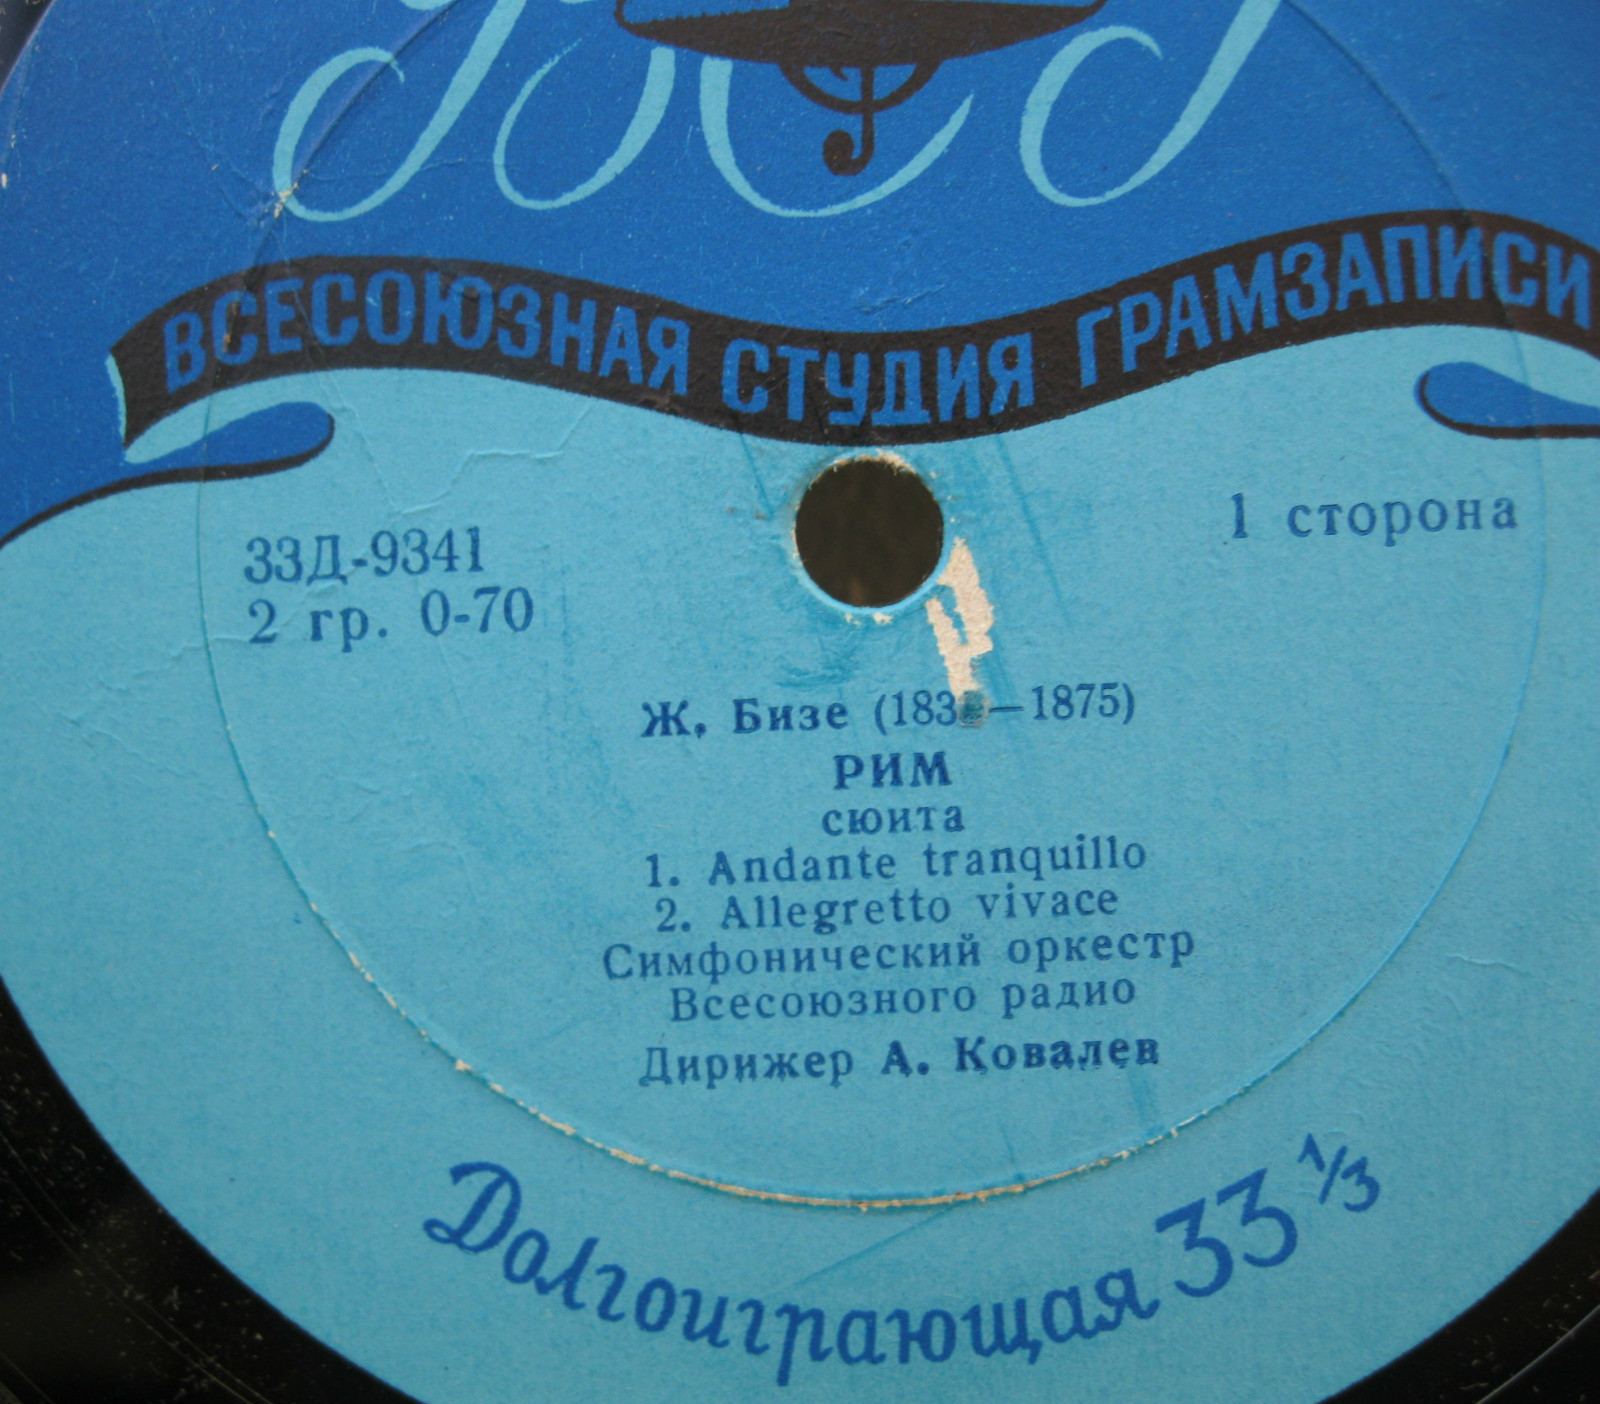 ВСЕСОЮЗНАЯ СТУДИЯ ГРАМЗАПИСИ
33Д-9341
2 гр. 0-70
1 сторона
Ж. Бизе —1875)
РИМ
сюита
1. Andante tranquillo
2. Allegretto vivace
Симфонический оркестр
Всесоюзного радио
Дирижер А. Ковалев
Долгоиграющая 33 1/3